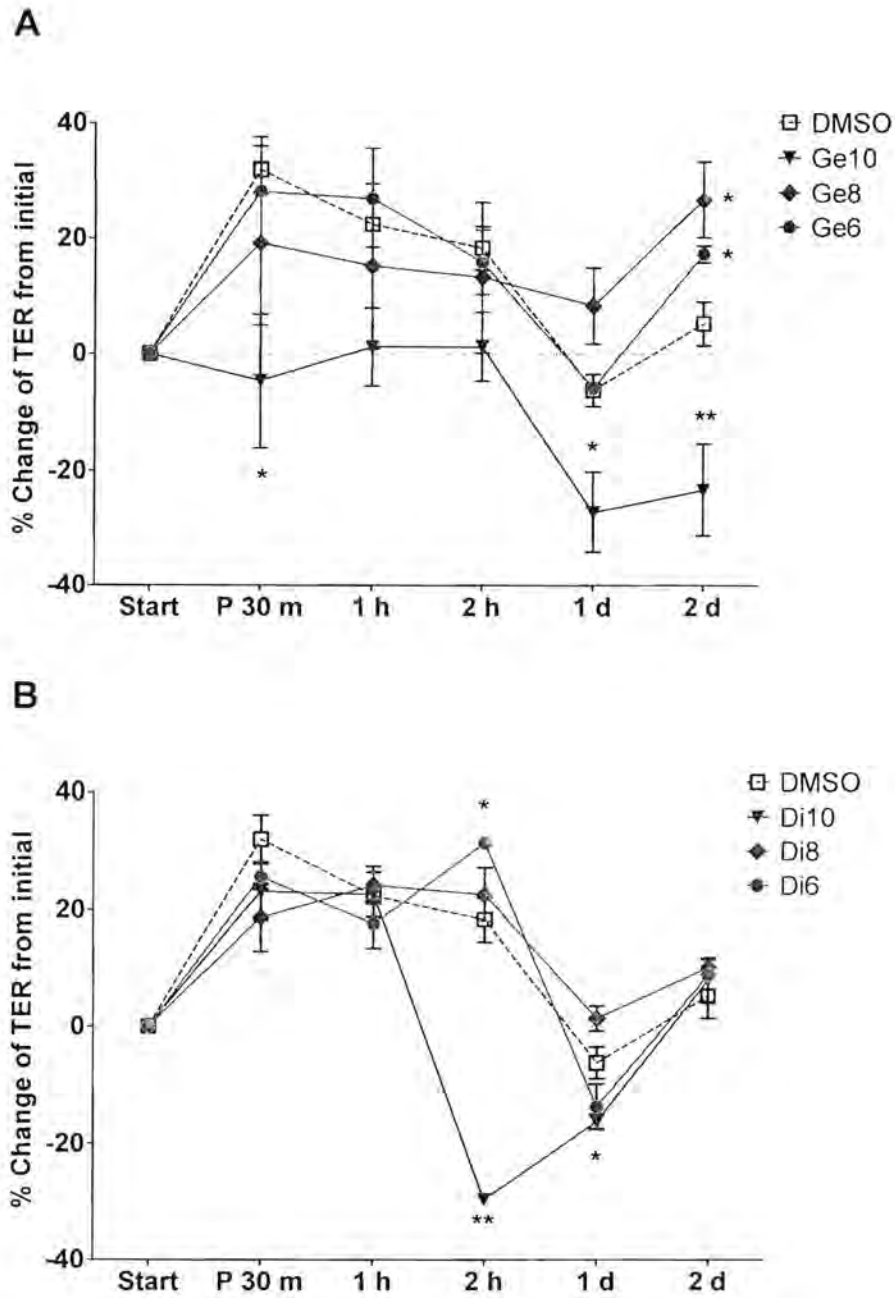 A
% Change of TER from initial
40
20
0
-20
-40
Start P 30 m 1 h 2 h 1 d 2 d
DMSO
Ge10
Ge8
Ge6
*
*
*
*
**
B
% Change of TER from initial
40
20
0
-20
-40
Start P 30 m 1 h 2 h 1 d 2 d
DMSO
Di10
Di8
Di6
*
**
*